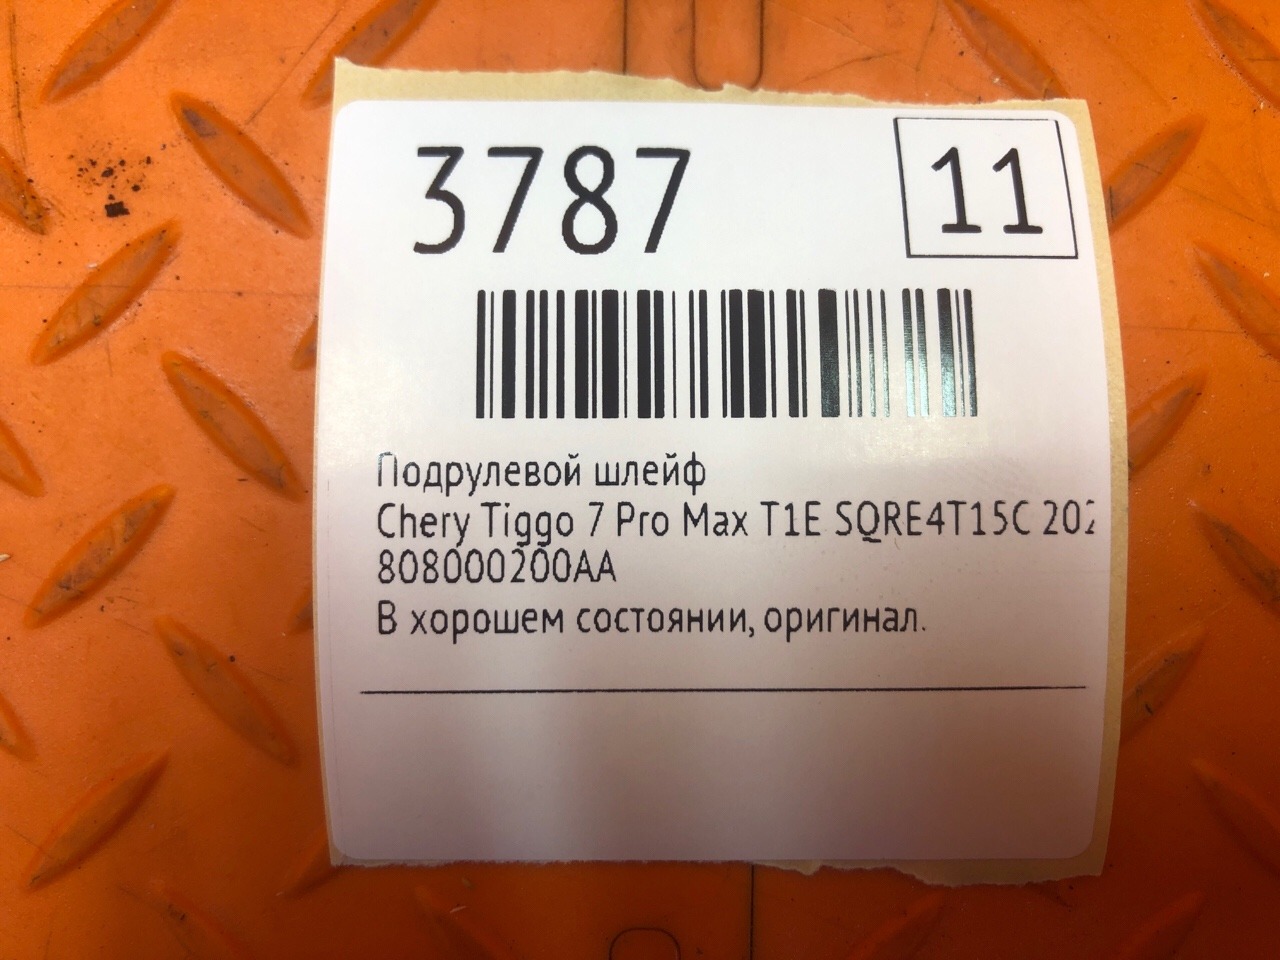 3787
11
Подрулевой шлейф
Chery Tiggo 7 Pro Max T1E SQRE4T15C 202
808000200AA
В хорошем состоянии, оригинал.